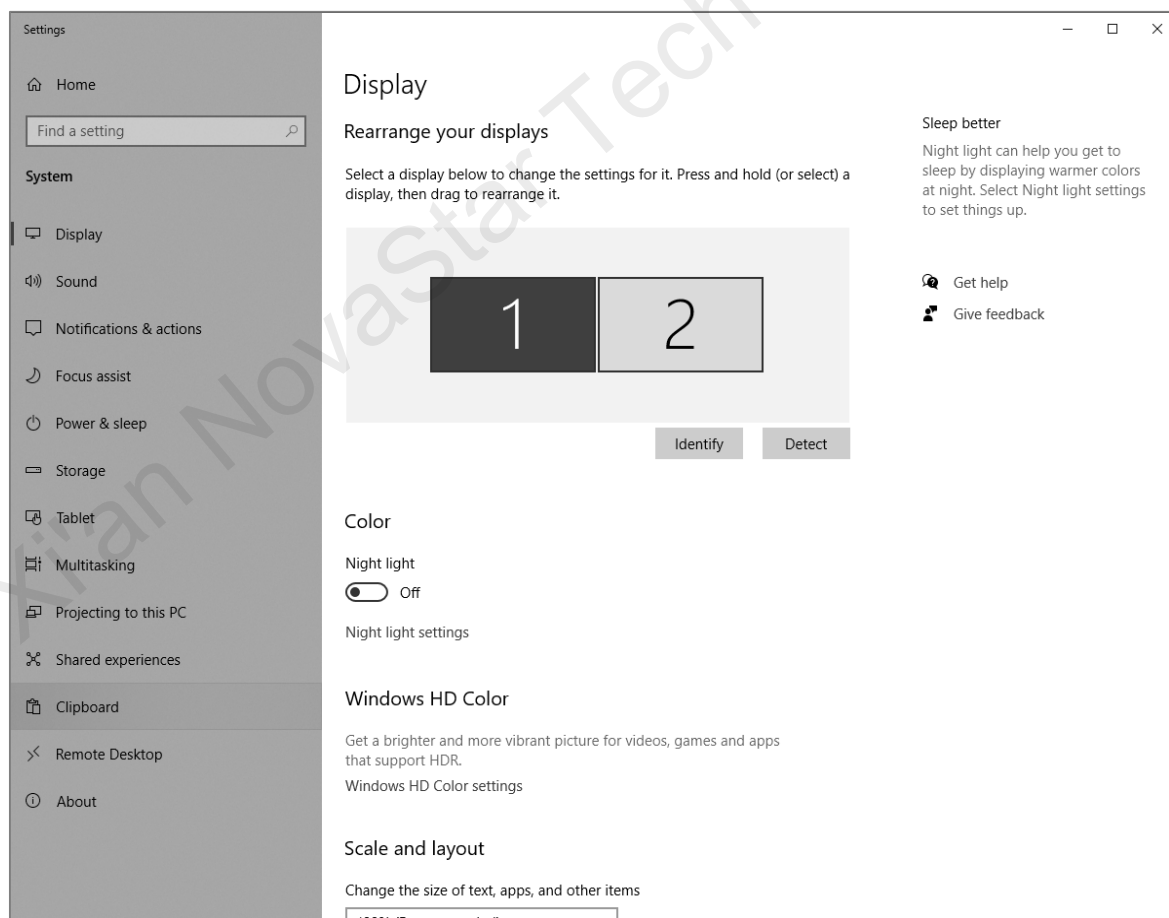 Settings
Home
Find a setting
System
Display
Sound
Notifications & actions
Focus assist
Power & sleep
Storage
Tablet
Multitasking
Projecting to this PC
Shared experiences
Clipboard
Remote Desktop
About
Display
Rearrange your displays
Select a display below to change the settings for it. Press and hold (or select) a
display, then drag to rearrange it.
1 2
Identify Detect
Color
Night light
Off
Night light settings
Windows HD Color
Get a brighter and more vibrant picture for videos, games and apps
that support HDR.
Windows HD Color settings
Scale and layout
Change the size of text, apps, and other items
Sleep better
Night light can help you get to
sleep by displaying warmer colors
at night. Select Night light settings
to set things up.
Get help
Give feedback
Xi'an NovaStar Tech